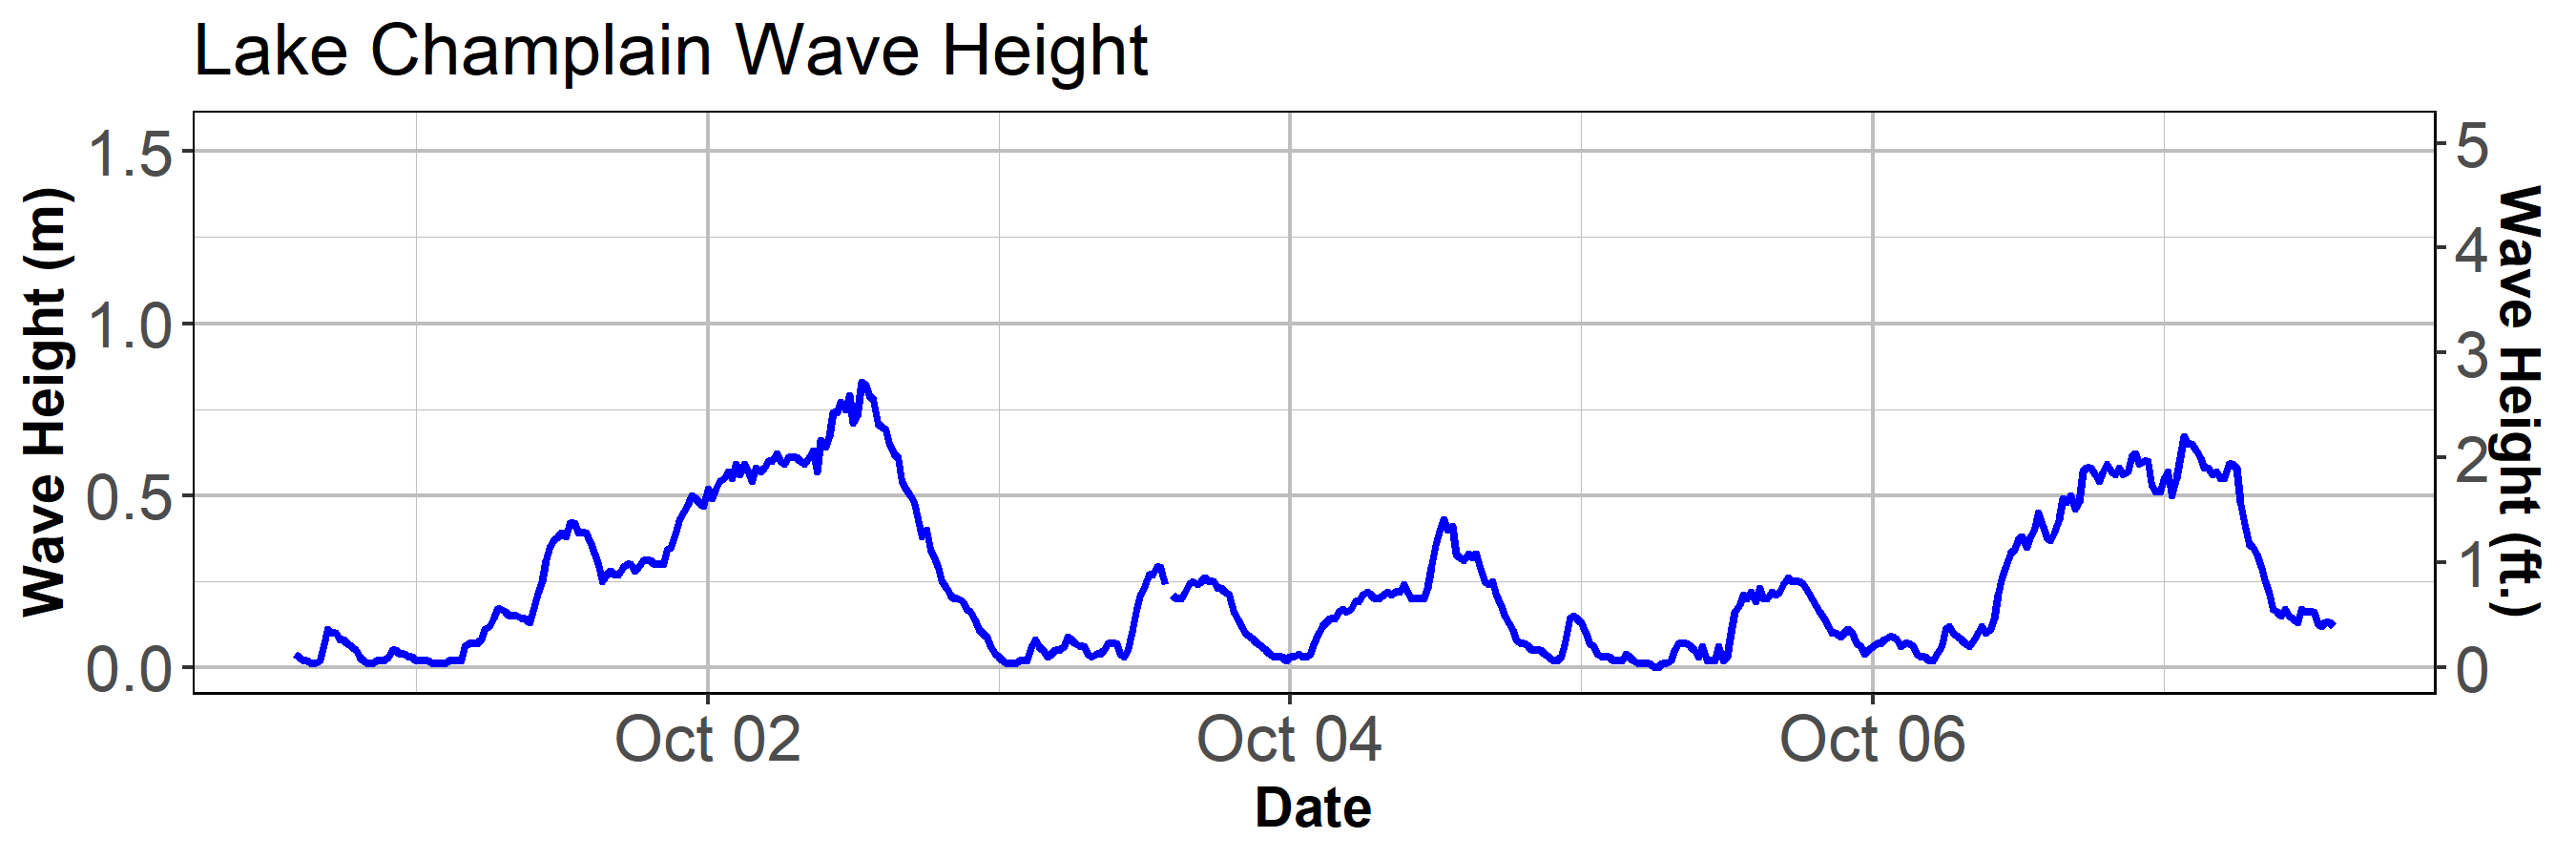 Lake Champlain Wave Height
Wave Height (m)
1.5
1.0
0.5
0.0
5
4
3
2
1
0
Wave Height (ft.)
Oct 02
Oct 04
Oct 06
Date